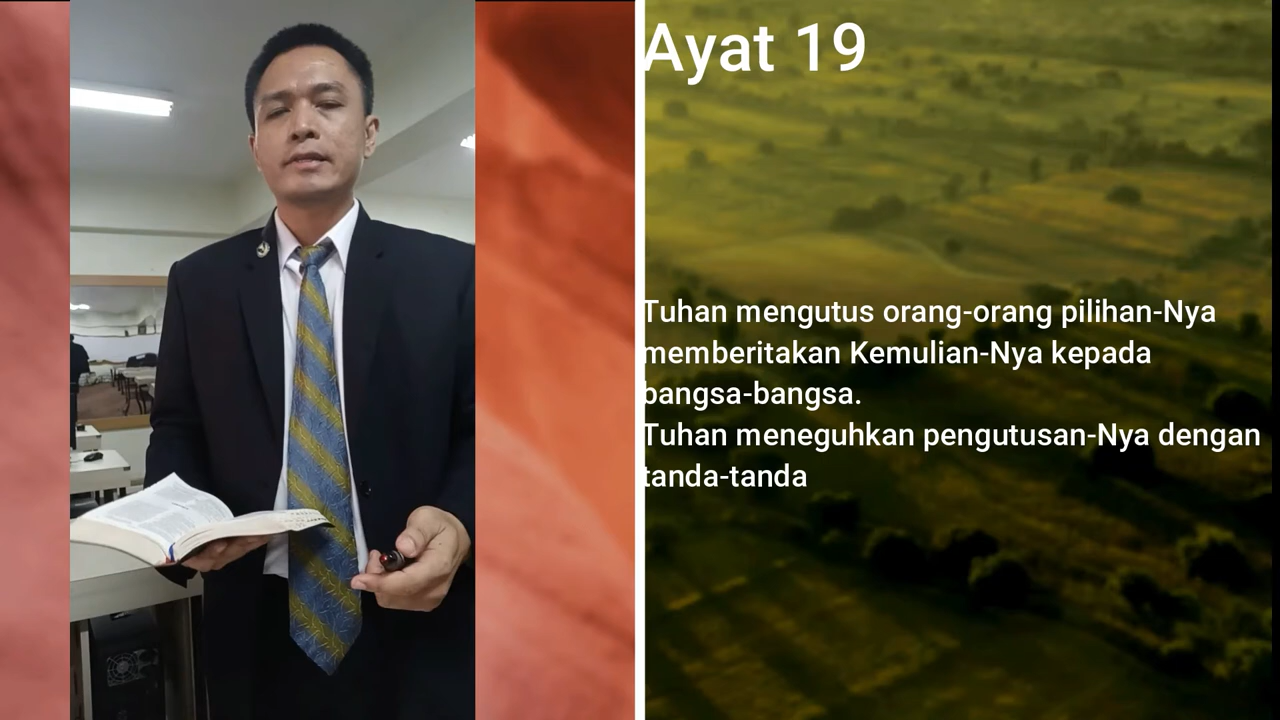 Ayat 19
Tuhan mengutus orang-orang pilihan-Nya
memberitakan Kemulian-Nya kepada
bangsa-bangsa.
Tuhan meneguhkan pengutusan-Nya dengan
tanda-tanda